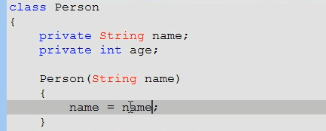 class Person
{
private String name;
private int age;
Person(String name)
{
name = name;
}